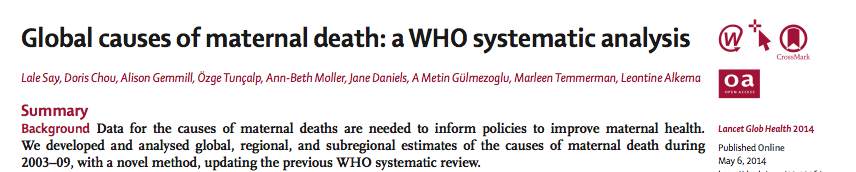 Global causes of maternal death: a WHO systematic analysis
Lale Say, Doris Chou, Alison Gemmill, Özge Tunçalp, Ann-Beth Moller, Jane Daniels, A Metin Gülmezoglu, Marleen Temmerman, Leontine Alkema
CrossMark
oa
OPEN ACCESS
Summary
Background Data for the causes of maternal deaths are needed to inform policies to improve maternal health.
We developed and analysed global, regional, and subregional estimates of the causes of maternal death during
2003–09, with a novel method, updating the previous WHO systematic review.
Lancet Glob Health 2014
Published Online
May 6, 2014